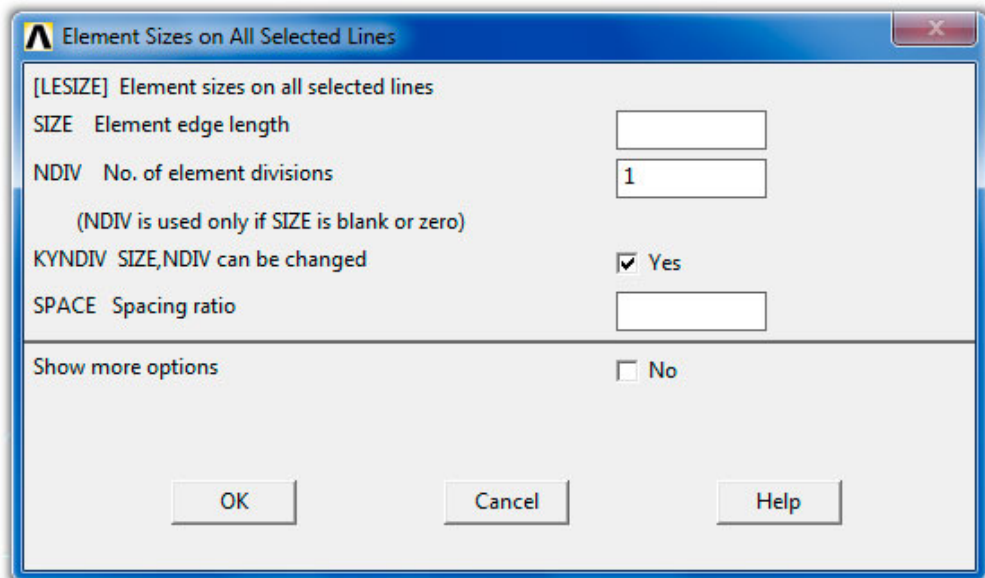 Element Sizes on All Selected Lines
[LESIZE] Element sizes on all selected lines
SIZE Element edge length
NDIV No. of element divisions 1
(NDIV is used only if SIZE is blank or zero)
KYNDIV SIZE,NDIV can be changed Yes
SPACE Spacing ratio
Show more options No
OK Cancel Help